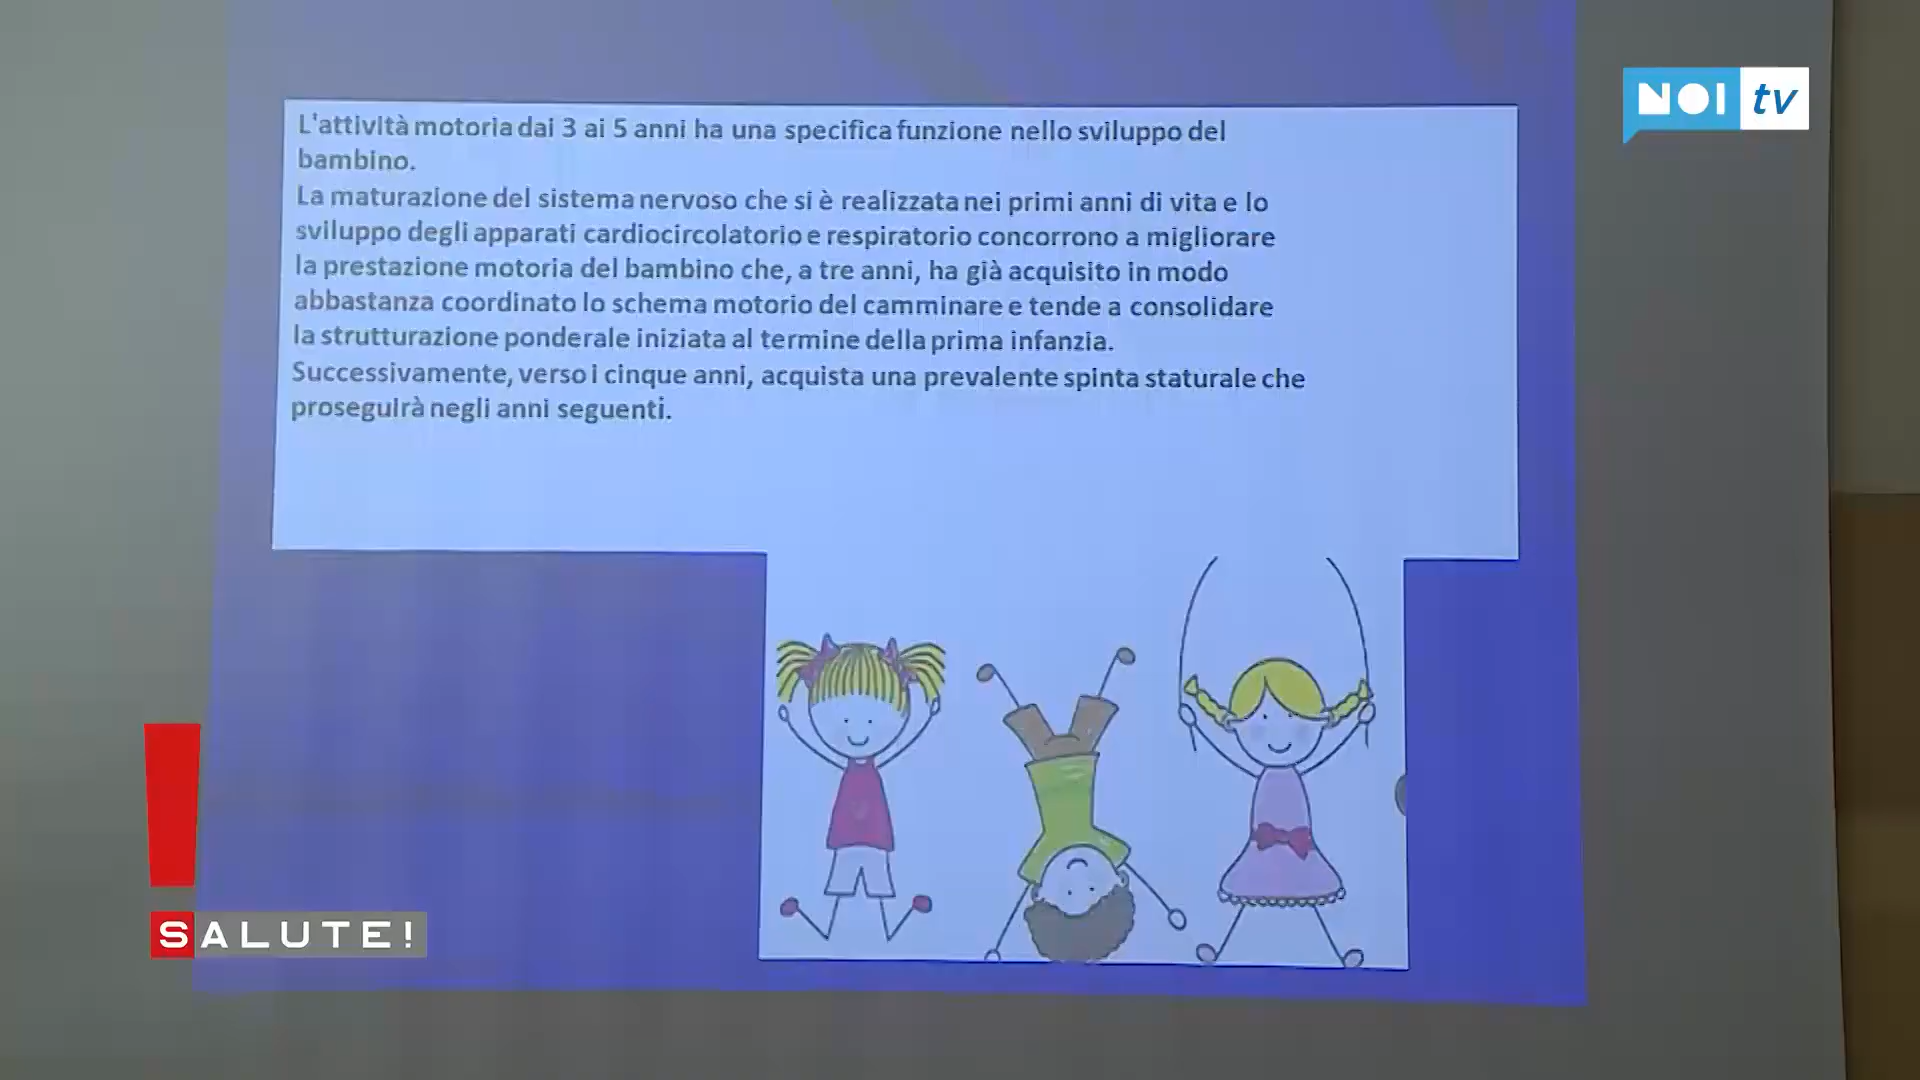 NOI tv
L'attività motoria dai 3 ai 5 anni ha una specifica funzione nello sviluppo del
bambino.
La maturazione del sistema nervoso che si è realizzata nei primi anni di vita e lo
sviluppo degli apparati cardiocircolatorio e respiratorio concorrono a migliorare
la prestazione motoria del bambino che, a tre anni, ha già acquisito in modo
abbastanza coordinato lo schema motorio del camminare e tende a consolidare
la strutturazione ponderale iniziata al termine della prima infanzia.
Successivamente, verso i cinque anni, acquista una prevalente spinta staturale che
proseguirà negli anni seguenti.
!
SALUTE!